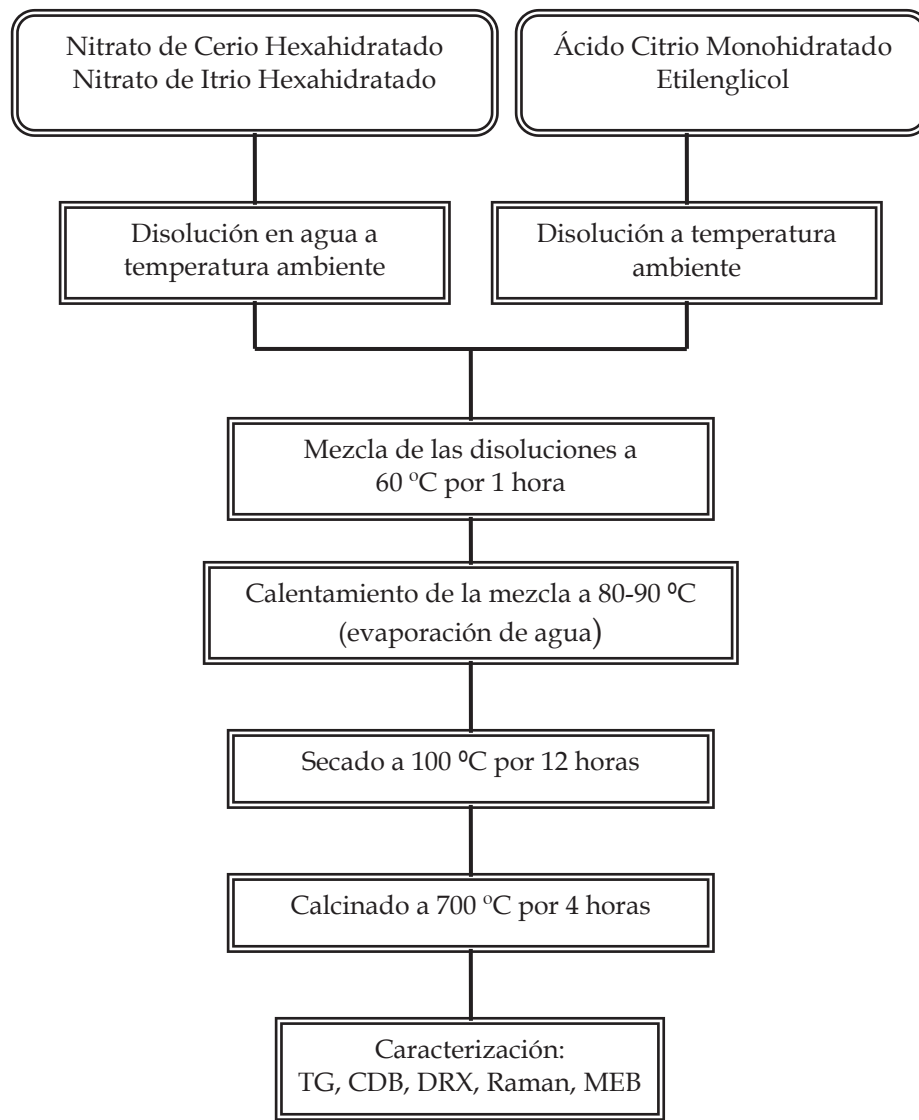 Nitrato de Cerio Hexahidratado
Nitrato de Itrio Hexahidratado
Ácido Citrio Monohidratado
Etilenglicol
Disolución en agua a
temperatura ambiente
Disolución a temperatura
ambiente
Mezcla de las disoluciones a
60 ºC por 1 hora
Calentamiento de la mezcla a 80-90 ⁰C
(evaporación de agua)
Secado a 100 ⁰C por 12 horas
Calcinado a 700 ºC por 4 horas
Caracterización:
TG, CDB, DRX, Raman, MEB